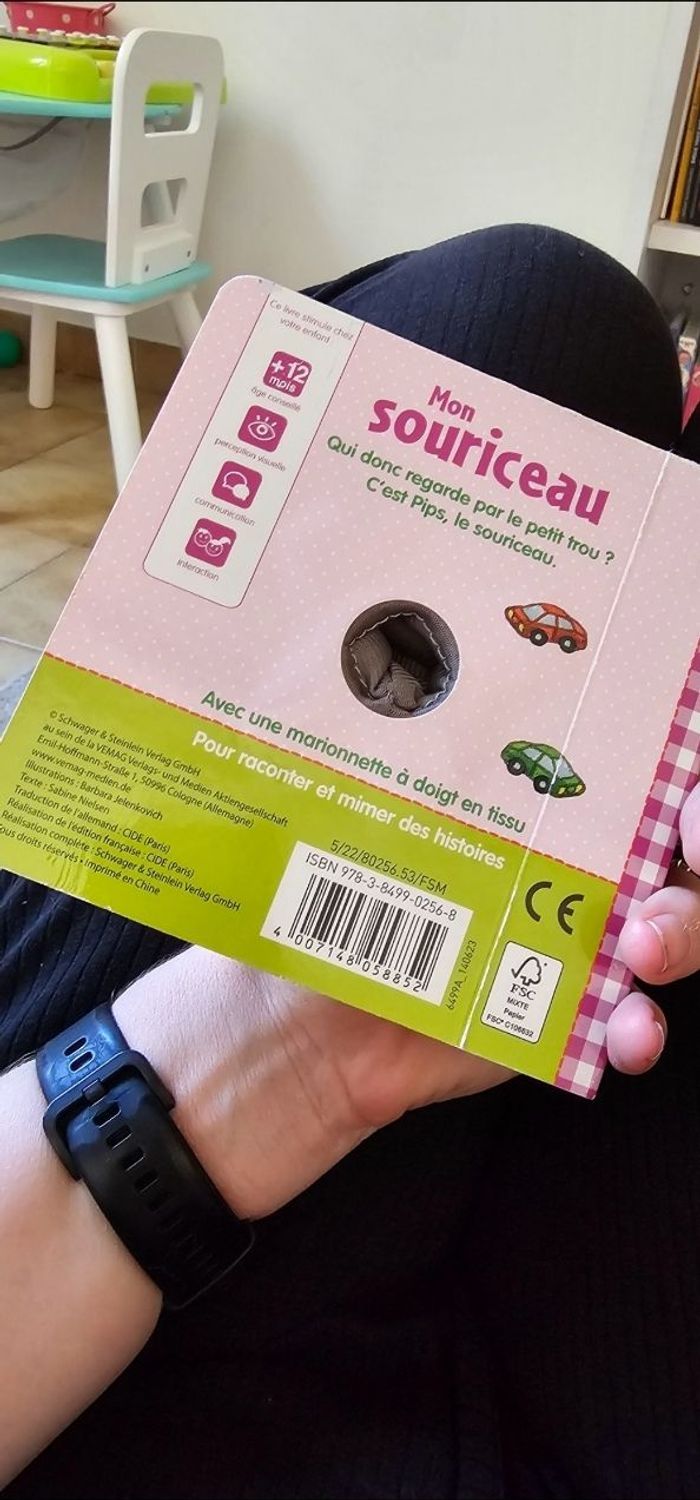 Ce livre stimule chez
votre enfant
+12
mois
âge conseillé
perception visuelle
communication
interaction
Mon
souriceau
Qui donc regarde par le petit trou ?
C'est Pips, le souriceau.
Avec une marionnette à doigt en tissu
Pour raconter et mimer des histoires
© Schwager & Steinlein Verlag GmbH
au sein de la VEMAG Verlags- und Medien Aktiengesellschaft
Emil-Hoffmann-Straße 1, 50996 Cologne (Allemagne)
www.vemag-medien.de
Illustrations : Barbara Jelenkovich
Texte : Sabine Nielsen
Traduction de l'allemand : CIDE (Paris)
Réalisation de l'édition française : CIDE (Paris)
Réalisation complète : Schwager & Steinlein Verlag GmbH
Tous droits réservés • Imprimé en Chine
5/22/80256.53/FSM
ISBN 978-3-8499-0256-8
4 007148 058852
6499A_140623
CE
FSC
MIXTE
Papier
FSC® C106632